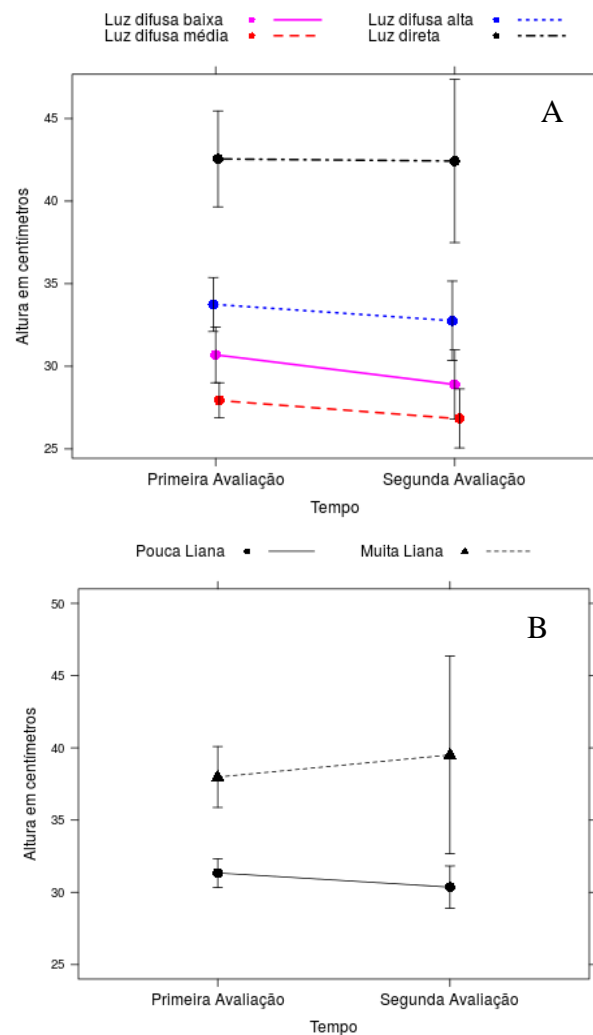 Luz difusa baixa Luz difusa alta
Luz difusa média Luz direta
A
45
40
35
30
25
Altura em centímetros
Primeira Avaliação Segunda Avaliação
Tempo
Pouca Liana Muita Liana
B
50
45
40
35
30
25
Altura em centímetros
Primeira Avaliação Segunda Avaliação
Tempo